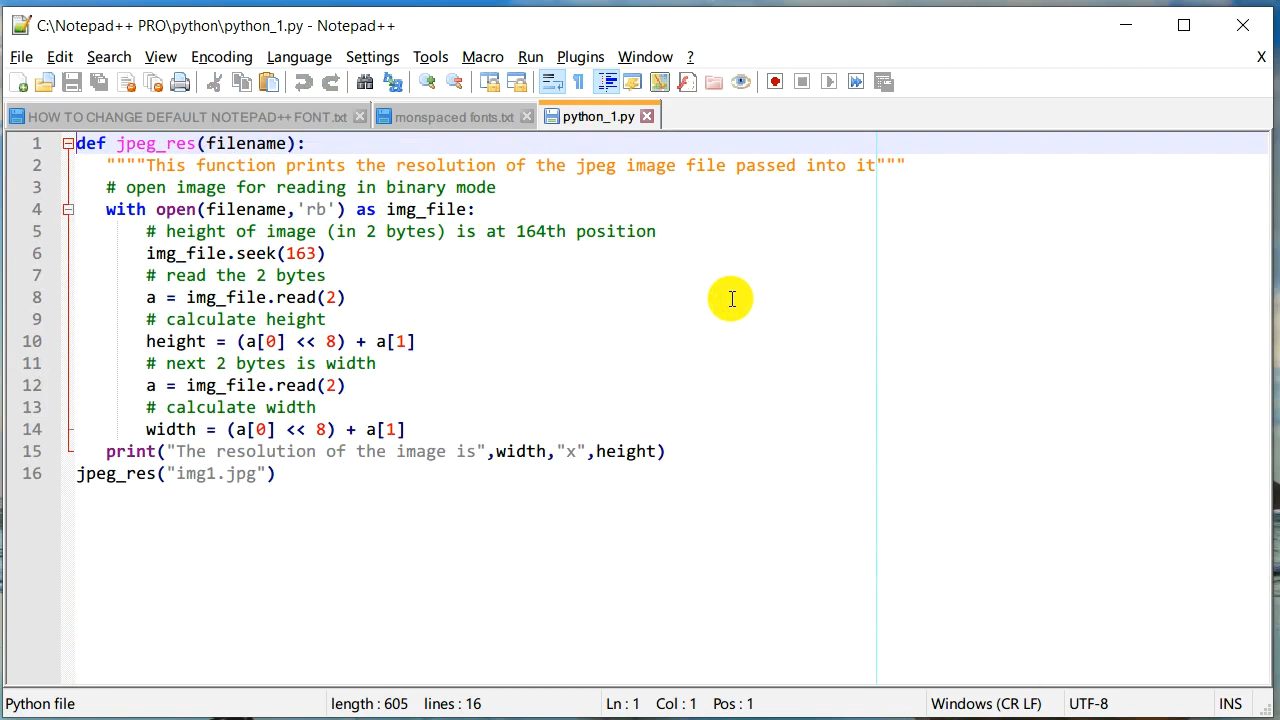 C:\Notepad++ PRO\python\python_1.py - Notepad++
File Edit Search View Encoding Language Settings Tools Macro Run Plugins Window ? X
HOW TO CHANGE DEFAULT NOTEPAD++ FONT.txt monspaced fonts.txt python_1.py
1 def jpeg_res(filename):
2 """"This function prints the resolution of the jpeg image file passed into it"""
3 # open image for reading in binary mode
4 with open(filename,'rb') as img_file:
5 # height of image (in 2 bytes) is at 164th position
6 img_file.seek(163)
7 # read the 2 bytes
8 a = img_file.read(2)
9 # calculate height
10 height = (a[0] << 8) + a[1]
11 # next 2 bytes is width
12 a = img_file.read(2)
13 # calculate width
14 width = (a[0] << 8) + a[1]
15 print("The resolution of the image is",width,"x",height)
16 jpeg_res("img1.jpg")
Python file length : 605 lines : 16 Ln : 1 Col : 1 Pos : 1 Windows (CR LF) UTF-8 INS